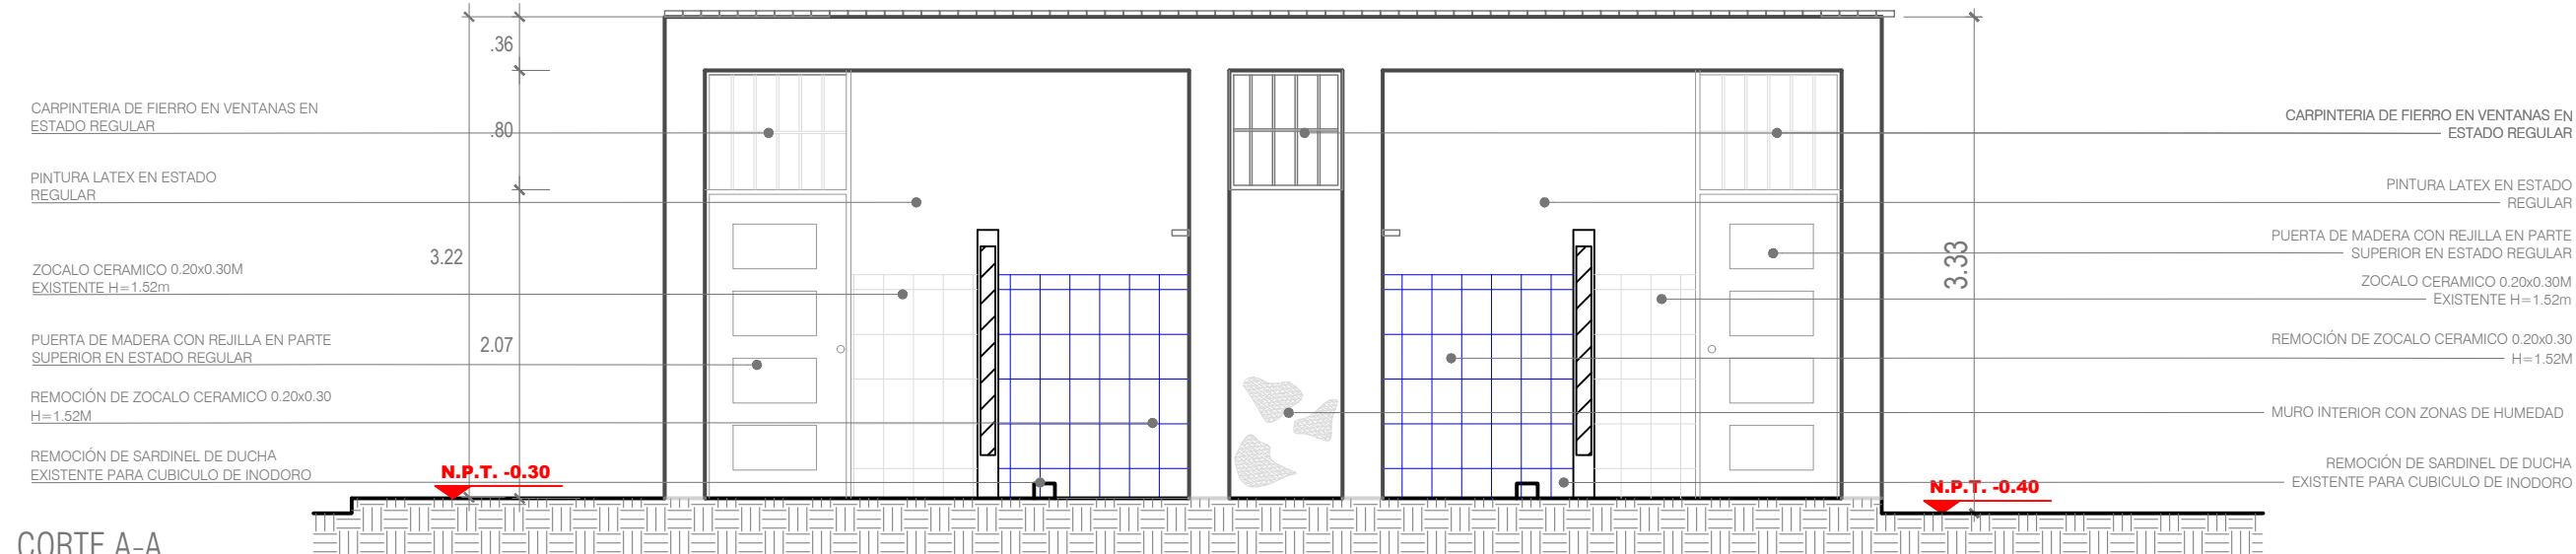 .36
CARPINTERIA DE FIERRO EN VENTANAS EN
ESTADO REGULAR
.80
PINTURA LATEX EN ESTADO
REGULAR
3.22
ZOCALO CERAMICO 0.20x0.30M
EXISTENTE H=1.52m
2.07
PUERTA DE MADERA CON REJILLA EN PARTE
SUPERIOR EN ESTADO REGULAR
REMOCIÓN DE ZOCALO CERAMICO 0.20x0.30
H=1.52M
REMOCIÓN DE SARDINEL DE DUCHA
EXISTENTE PARA CUBICULO DE INODORO
N.P.T. -0.30
CARPINTERIA DE FIERRO EN VENTANAS EN
ESTADO REGULAR
PINTURA LATEX EN ESTADO
REGULAR
PUERTA DE MADERA CON REJILLA EN PARTE
SUPERIOR EN ESTADO REGULAR
3.33
ZOCALO CERAMICO 0.20x0.30M
EXISTENTE H=1.52m
REMOCIÓN DE ZOCALO CERAMICO 0.20x0.30
H=1.52M
MURO INTERIOR CON ZONAS DE HUMEDAD
REMOCIÓN DE SARDINEL DE DUCHA
EXISTENTE PARA CUBICULO DE INODORO
N.P.T. -0.40
CORTE A-A